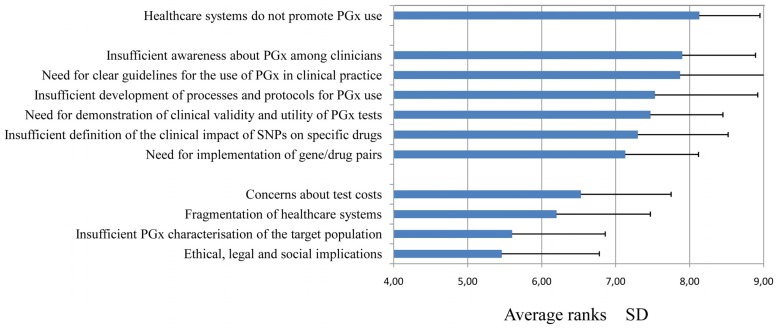 Healthcare systems do not promote PGx use
Insufficient awareness about PGx among clinicians
Need for clear guidelines for the use of PGx in clinical practice
Insufficient development of processes and protocols for PGx use
Need for demonstration of clinical validity and utility of PGx tests
Insufficient definition of the clinical impact of SNPs on specific drugs
Need for implementation of gene/drug pairs
Concerns about test costs
Fragmentation of healthcare systems
Insufficient PGx characterisation of the target population
Ethical, legal and social implications
4,00 5,00 6,00 7,00 8,00 9,00
Average ranks SD